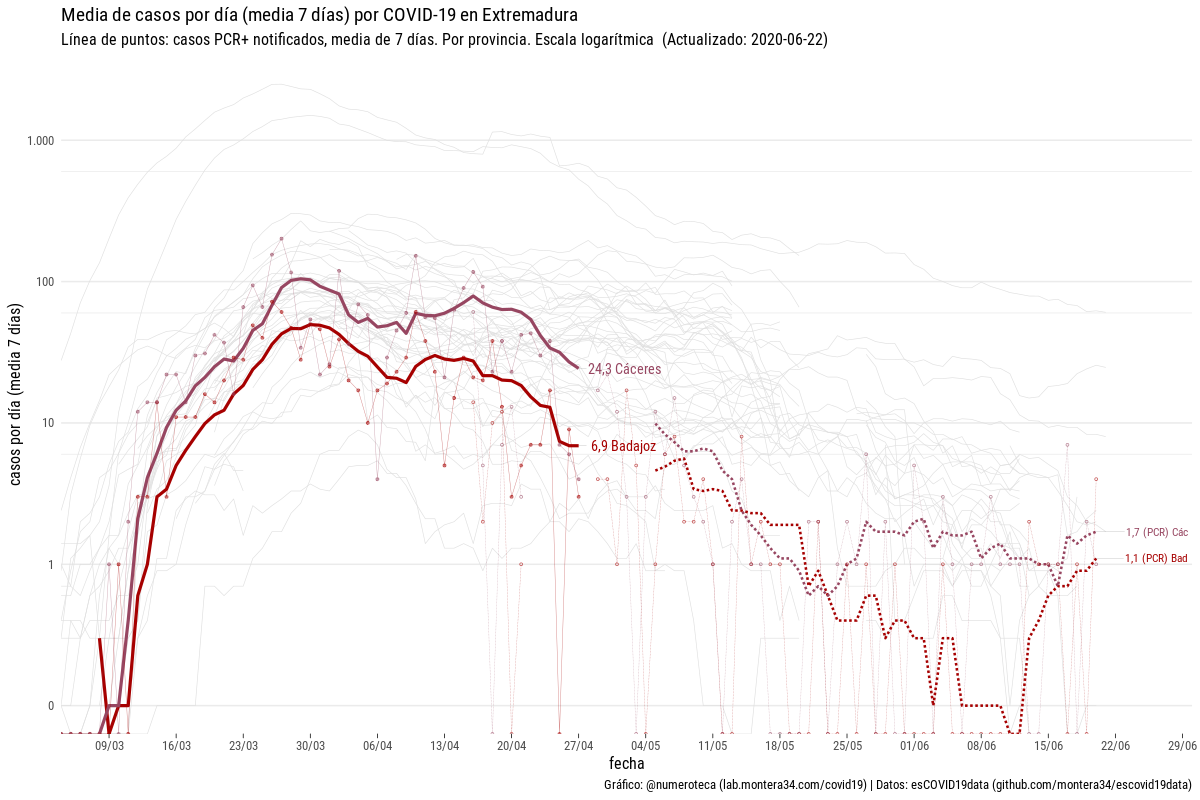 Media de casos por día (media 7 días) por COVID-19 en Extremadura
Línea de puntos: casos PCR+ notificados, media de 7 días. Por provincia. Escala logarítmica  (Actualizado: 2020-06-22)
casos por día (media 7 días)
1.000
100
10
1
0
24,3 Cáceres
6,9 Badajoz
1,7 (PCR) Các
1,1 (PCR) Bad
09/03
16/03
23/03
30/03
06/04
13/04
20/04
27/04
04/05
11/05
18/05
25/05
01/06
08/06
15/06
22/06
29/06
fecha
Gráfico: @numeroteca (lab.montera34.com/covid19) | Datos: esCOVID19data (github.com/montera34/escovid19data)